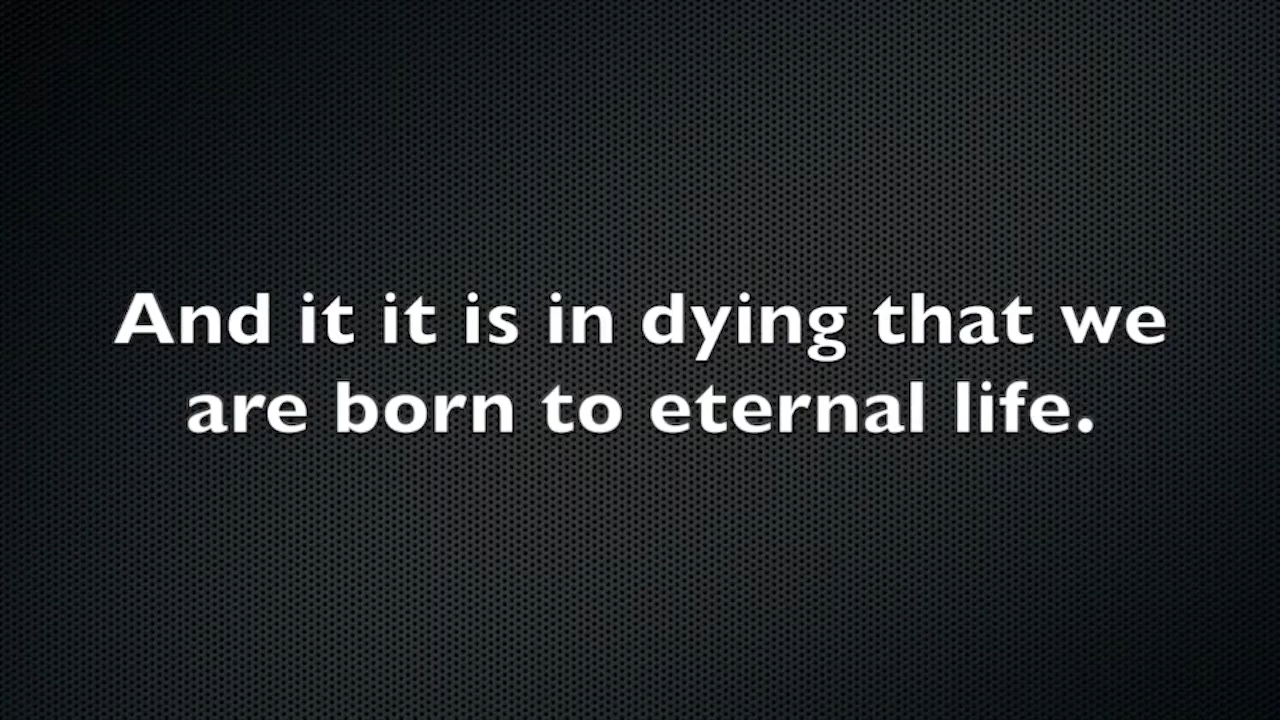 And it it is in dying that we
are born to eternal life.